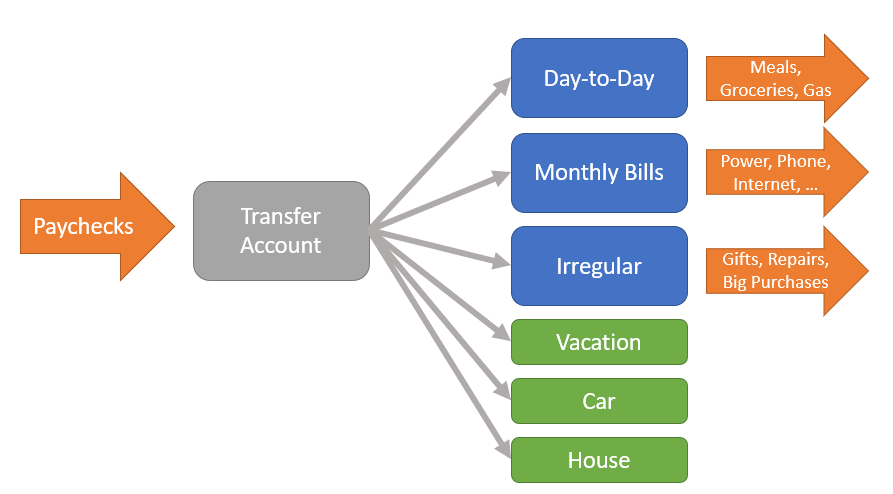 Paychecks
Transfer
Account
Day-to-Day
Meals,
Groceries, Gas
Monthly Bills
Power, Phone,
Internet, ...
Irregular
Gifts, Repairs,
Big Purchases
Vacation
Car
House